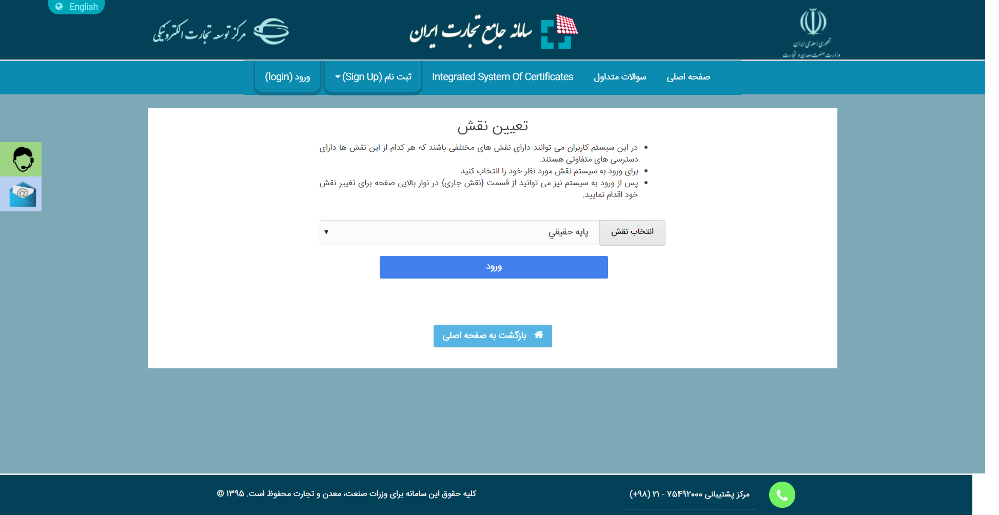 English
جمهوری اسلامی ایران
وزارت صنعت، معدن و تجارت
سامانه جامع تجارت ایران
مرکز توسعه تجارت الکترونیکی
صفحه اصلی
سوالات متداول
Integrated System Of Certificates
ثبت نام (Sign Up)
ورود (login)
تعیین نقش
در این سیستم کاربران می توانند دارای نقش های مختلفی باشند که هر کدام از این نقش ها دارای
دسترسی های متفاوتی هستند.
برای ورود به سیستم نقش مورد نظر خود را انتخاب کنید
پس از ورود به سیستم نیز می توانید از قسمت {نقش جاری} در نوار بالایی صفحه برای تغییر نقش
خود اقدام نمایید.
انتخاب نقش
پایه حقیقي
ورود
بازگشت به صفحه اصلی
مرکز پشتیبانی ۷۵۴۹۲۰۰۰ - ۲۱ (۹۸+)
کلیه حقوق این سامانه برای وزرات صنعت، معدن و تجارت محفوظ است. ۱۳۹۵ ©